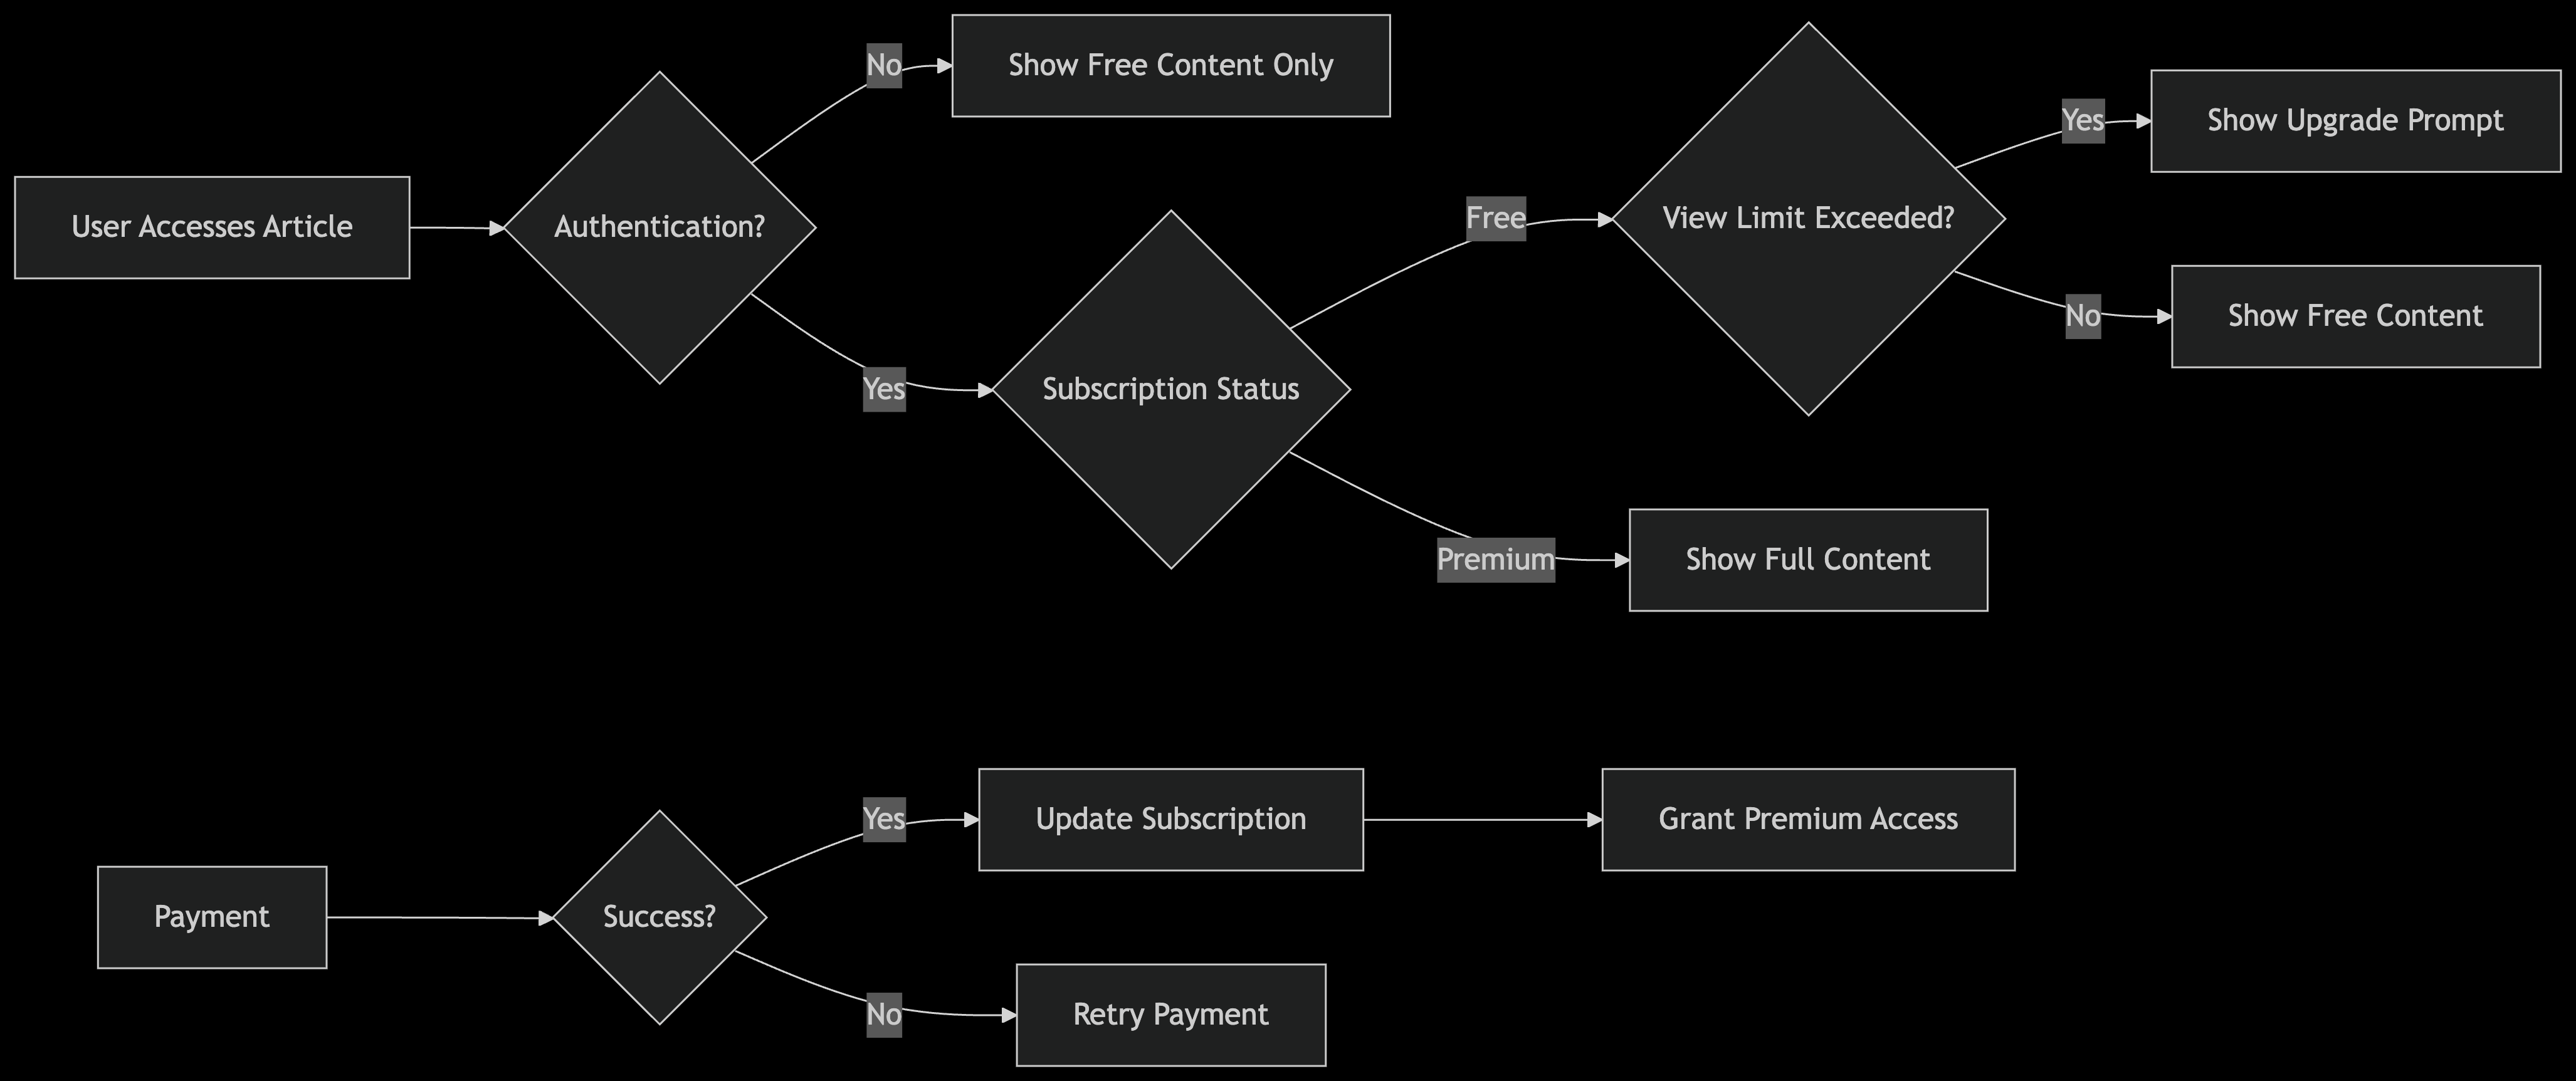 User Accesses Article
Authentication?
No
Show Free Content Only
Yes
Subscription Status
Free
View Limit Exceeded?
Yes
Show Upgrade Prompt
No
Show Free Content
Premium
Show Full Content
Payment
Success?
Yes
Update Subscription
Grant Premium Access
No
Retry Payment